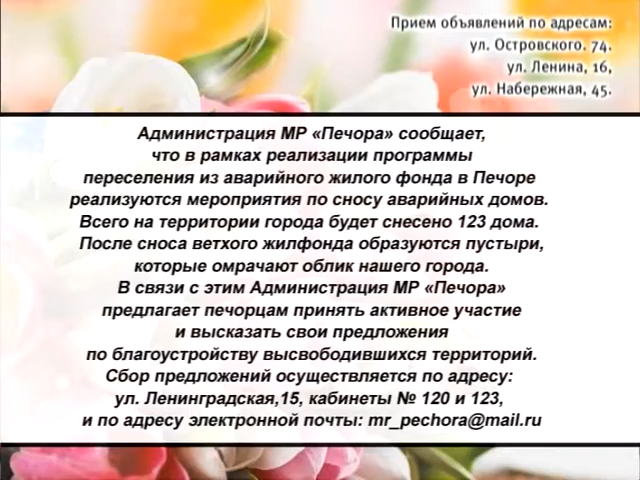 Прием объявлений по адресам:
ул. Островского. 74.
ул. Ленина, 16,
ул. Набережная, 45.
Администрация МР «Печора» сообщает,
что в рамках реализации программы
переселения из аварийного жилого фонда в Печоре
реализуются мероприятия по сносу аварийных домов.
Всего на территории города будет снесено 123 дома.
После сноса ветхого жилфонда образуются пустыри,
которые омрачают облик нашего города.
В связи с этим Администрация МР «Печора»
предлагает печорцам принять активное участие
и высказать свои предложения
по благоустройству высвободившихся территорий.
Сбор предложений осуществляется по адресу:
ул. Ленинградская,15, кабинеты № 120 и 123,
и по адресу электронной почты: mr_pechora@mail.ru